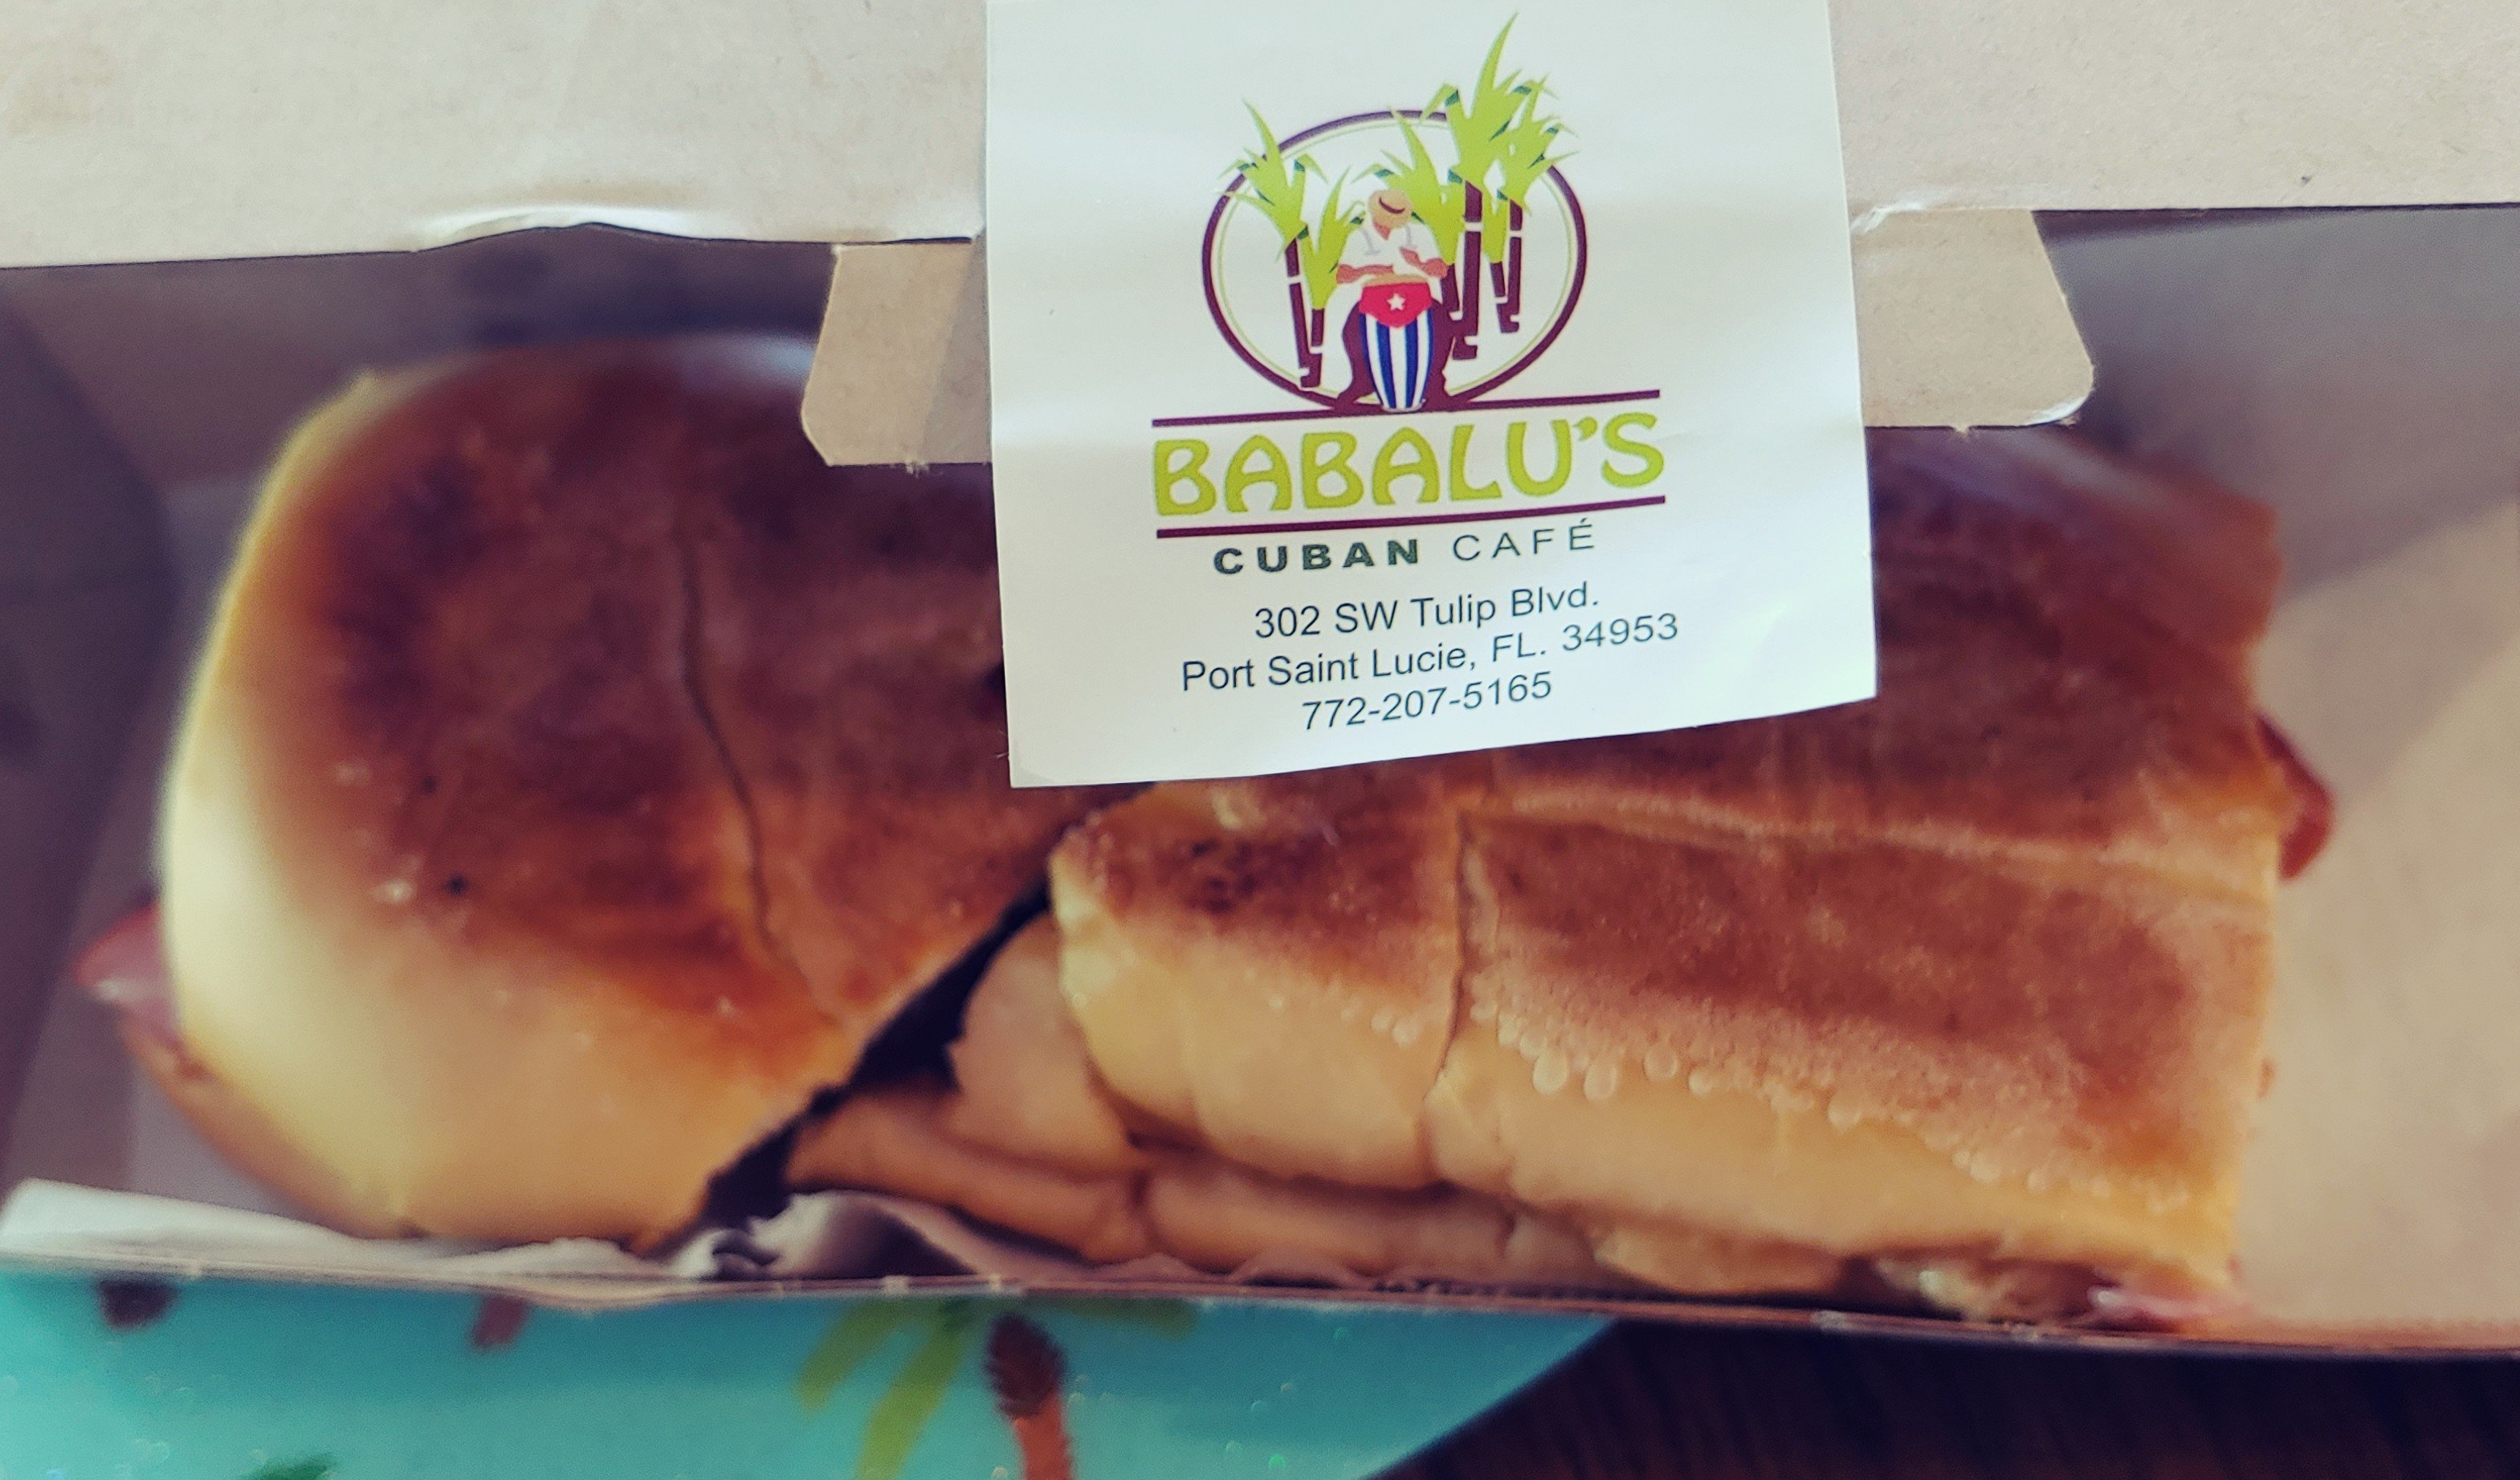 BABALU'S
CUBAN CAFÉ
302 SW Tulip Blvd.
Port Saint Lucie, FL. 34953
772-207-5165